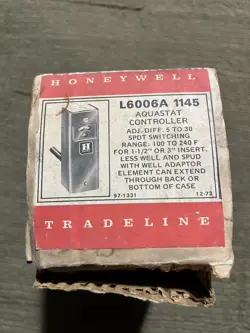 HONEYWELL
L6006A 1145
AQUASTAT
CONTROLLER
ADJ. DIFF. 5 TO 30
SPDT SWITCHING
RANGE: 100 TO 240 F
FOR 1-1/2" OR 3" INSERT.
LESS WELL AND SPUD
WITH WELL ADAPTOR
ELEMENT CAN EXTEND
THROUGH BACK OR
BOTTOM OF CASE
97-1331 12-73
H
TRADELINE